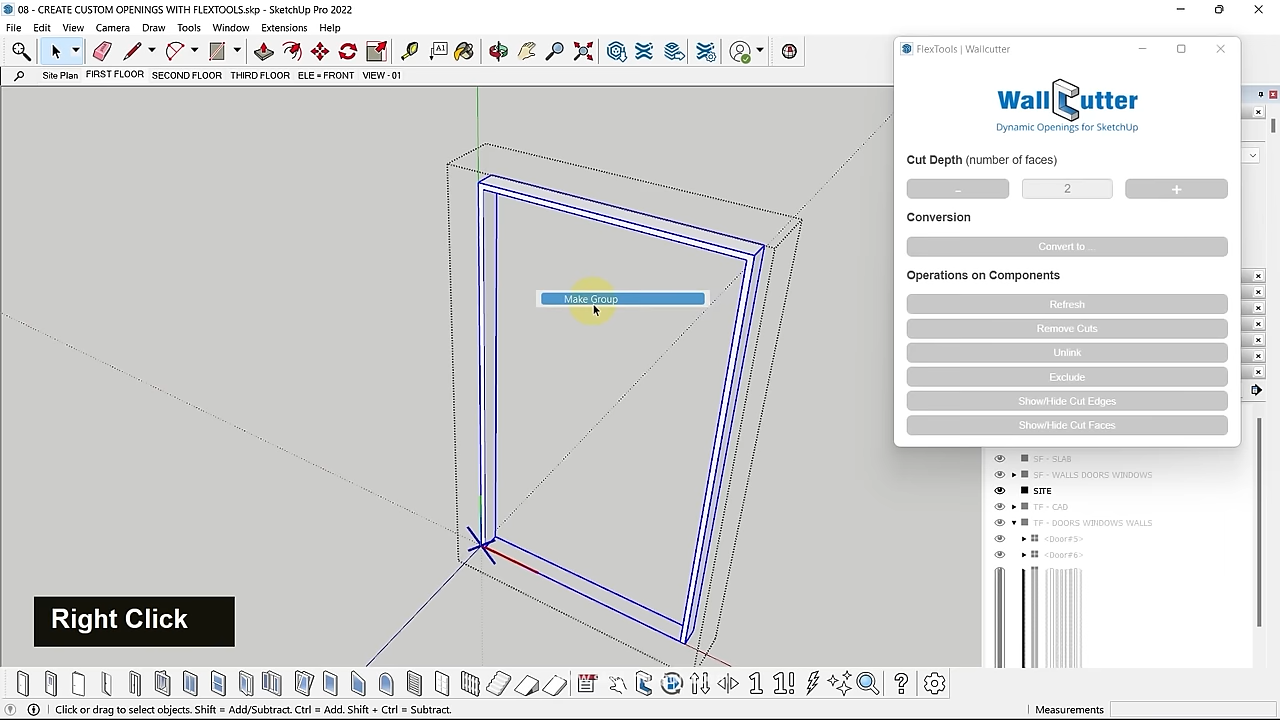 08 - CREATE CUSTOM OPENINGS WITH FLEXTOOLS.skp - SketchUp Pro 2022
File Edit View Camera Draw Tools Window Extensions Help
Site Plan FIRST FLOOR SECOND FLOOR THIRD FLOOR ELE = FRONT VIEW - 01
FlexTools | Wallcutter
WallCutter
Dynamic Openings for SketchUp
Cut Depth (number of faces)
- 2 +
Conversion
Convert to ...
Operations on Components
Refresh
Remove Cuts
Unlink
Exclude
Show/Hide Cut Edges
Show/Hide Cut Faces
Make Group
SF - SLAB
SF - WALLS DOORS WINDOWS
SITE
TF - CAD
TF - DOORS WINDOWS WALLS
<Door#5>
<Door#6>
Right Click
Click or drag to select objects. Shift = Add/Subtract. Ctrl = Add. Shift + Ctrl = Subtract.
Measurements